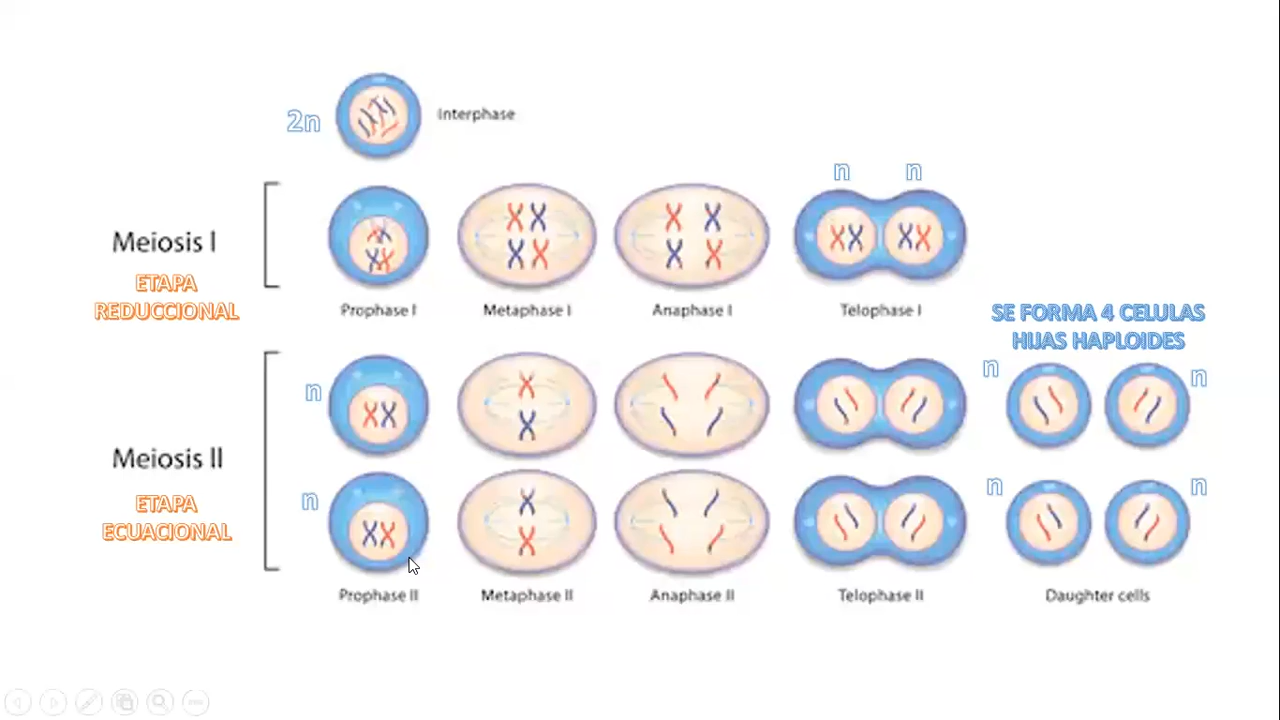 2n
Interphase
n
n
Meiosis I
ETAPA
REDUCCIONAL
Prophase I
Metaphase I
Anaphase I
Telophase I
SE FORMA 4 CELULAS
HIJAS HAPLOIDES
n
n
n
Meiosis II
ETAPA
ECUACIONAL
n
n
n
Prophase II
Metaphase II
Anaphase II
Telophase II
Daughter cells